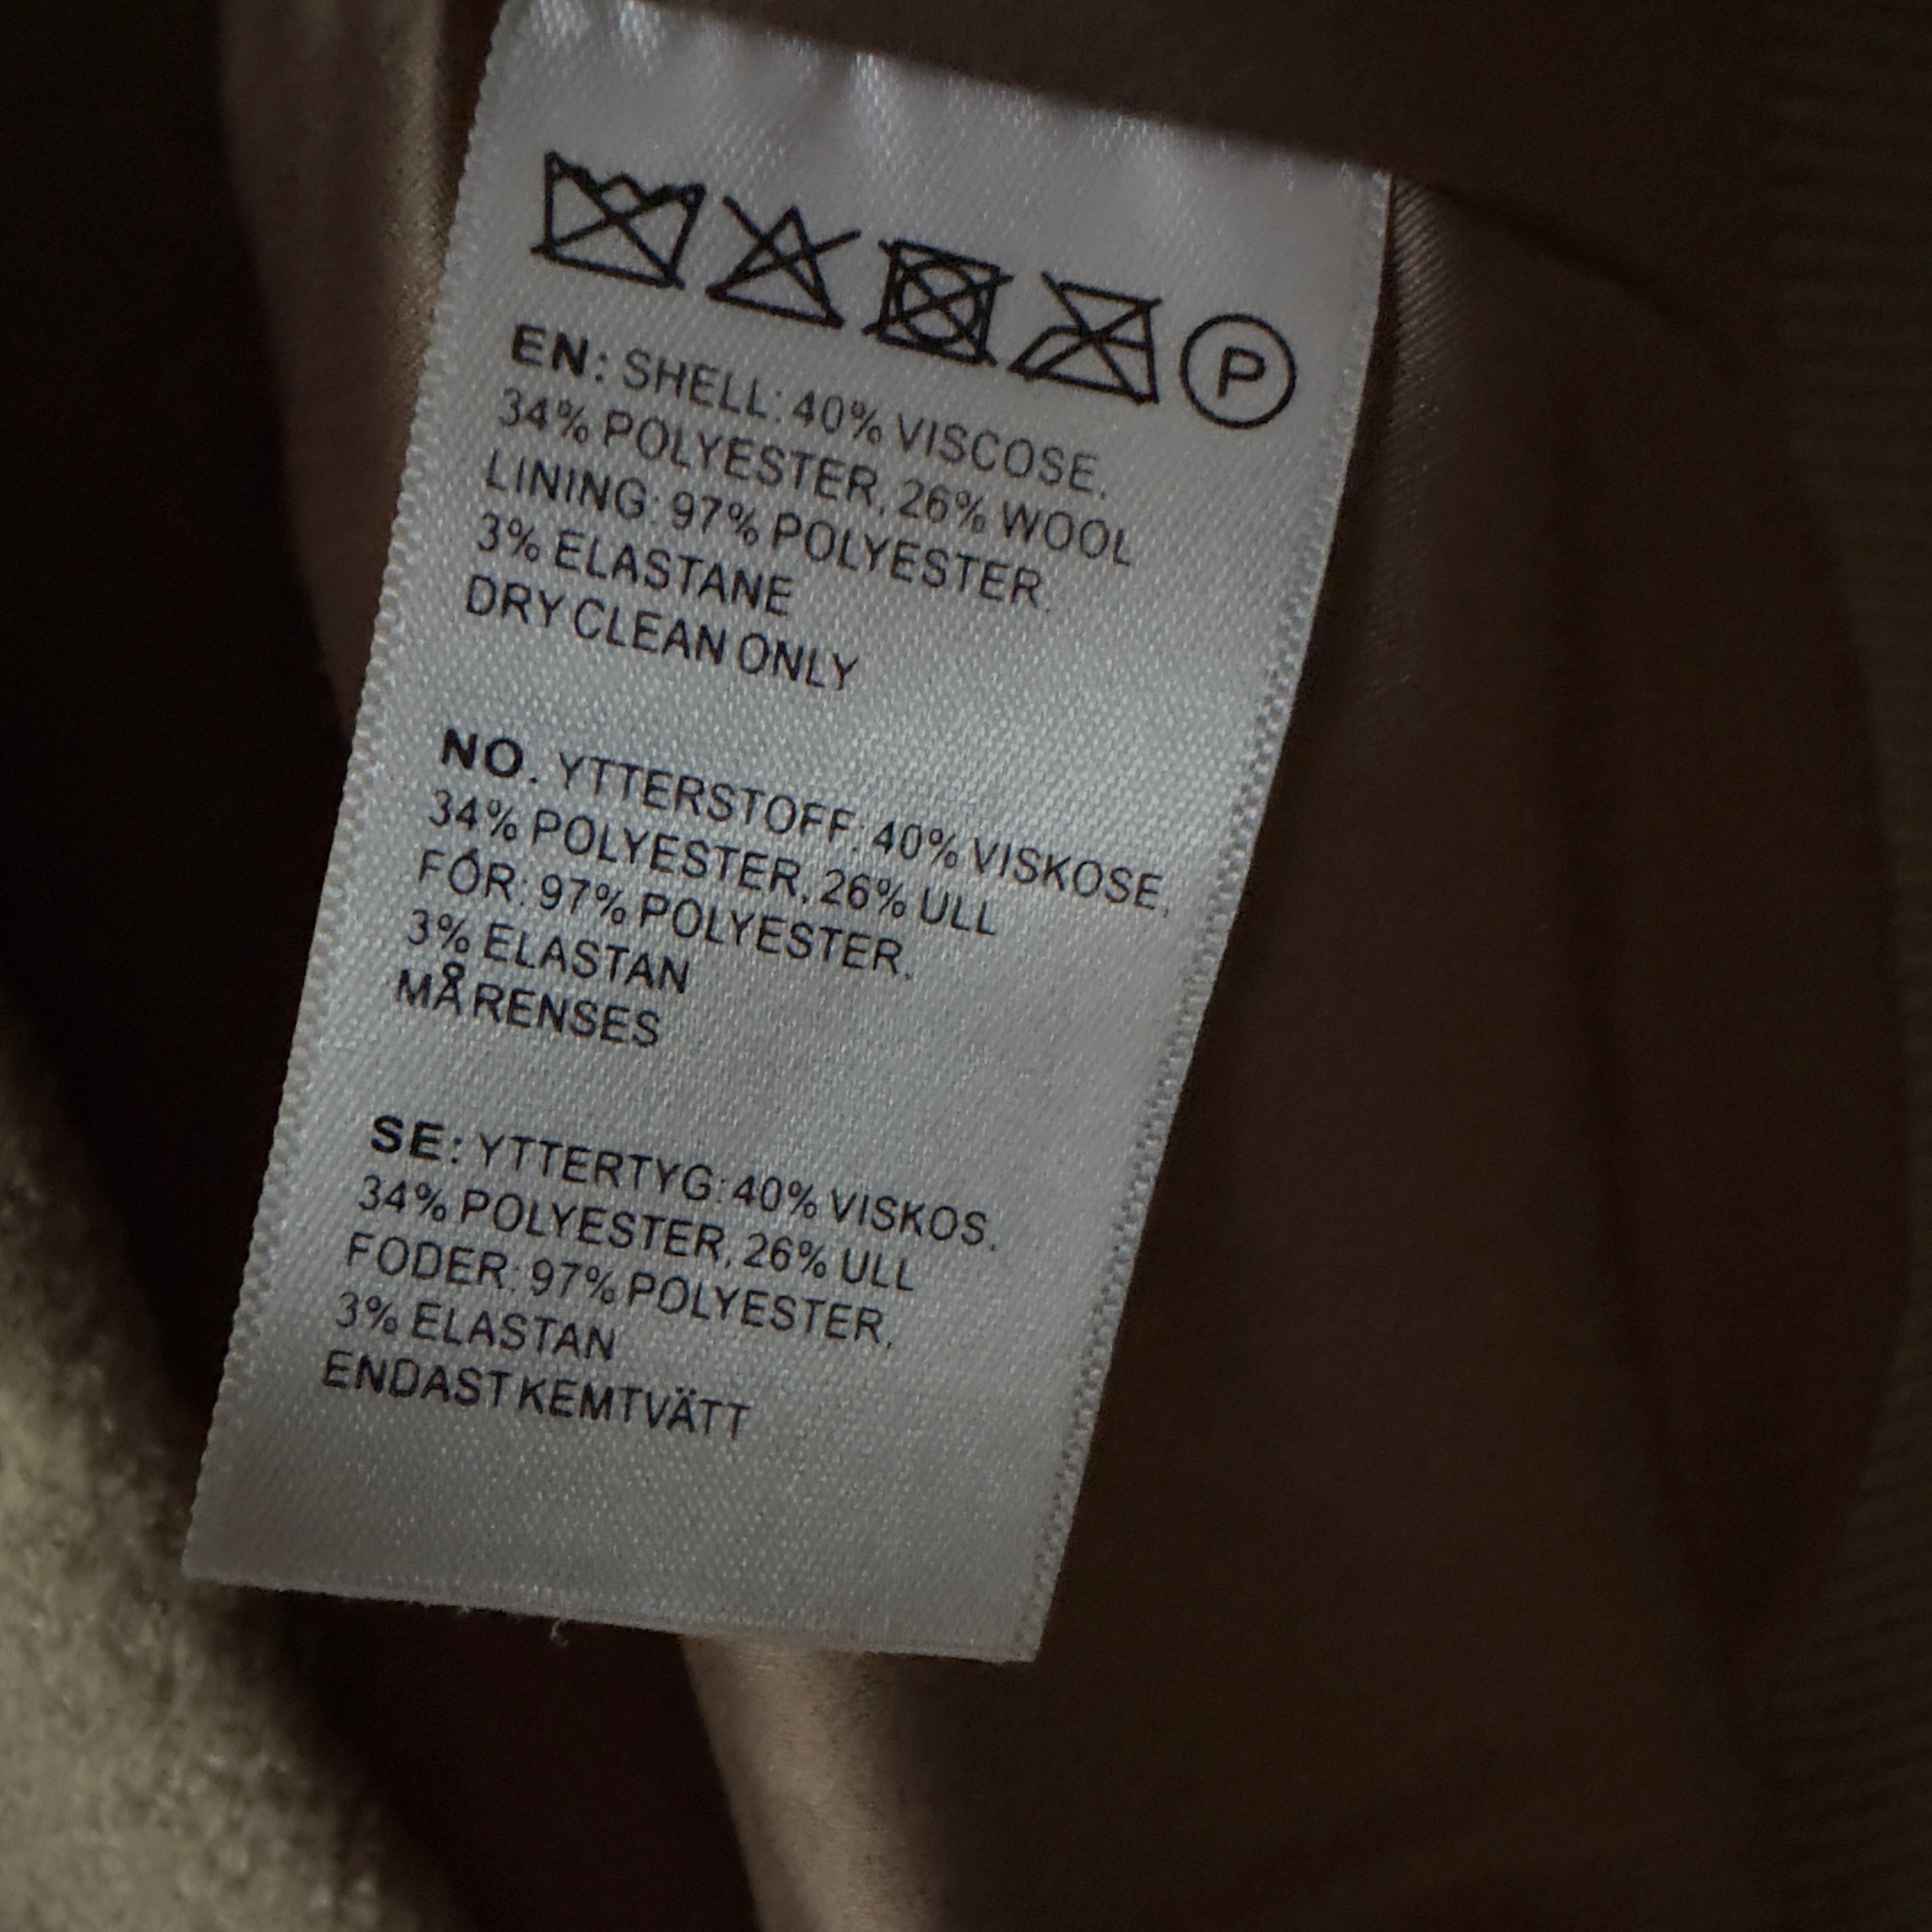 P
EN: SHELL: 40% VISCOSE,
34% POLYESTER, 26% WOOL
LINING: 97% POLYESTER,
3% ELASTANE
DRY CLEAN ONLY
NO. YTTERSTOFF: 40% VISKOSE,
34% POLYESTER, 26% ULL
FÓR: 97% POLYESTER,
3% ELASTAN
MÅ RENSES
SE: YTTERTYG: 40% VISKOS,
34% POLYESTER, 26% ULL
FODER: 97% POLYESTER,
3% ELASTAN
ENDAST KEMTVÄTT